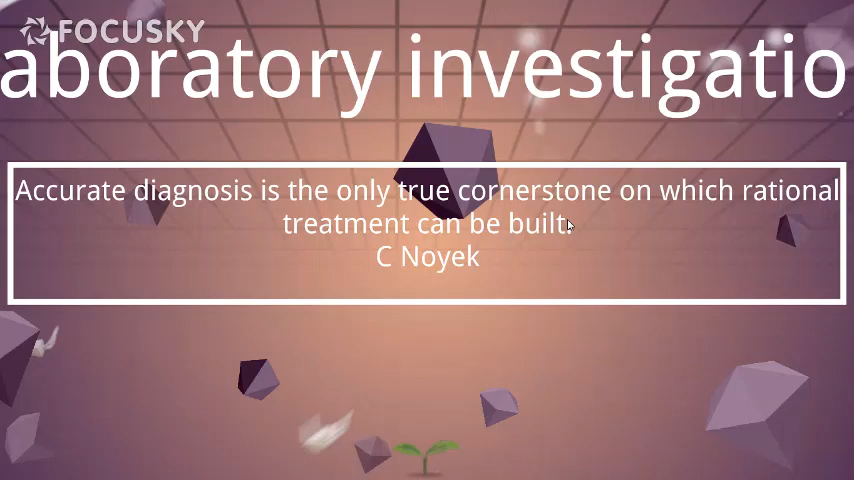 FOCUSKY
aboratory investigatio
Accurate diagnosis is the only true cornerstone on which rational
treatment can be built.
C Noyek